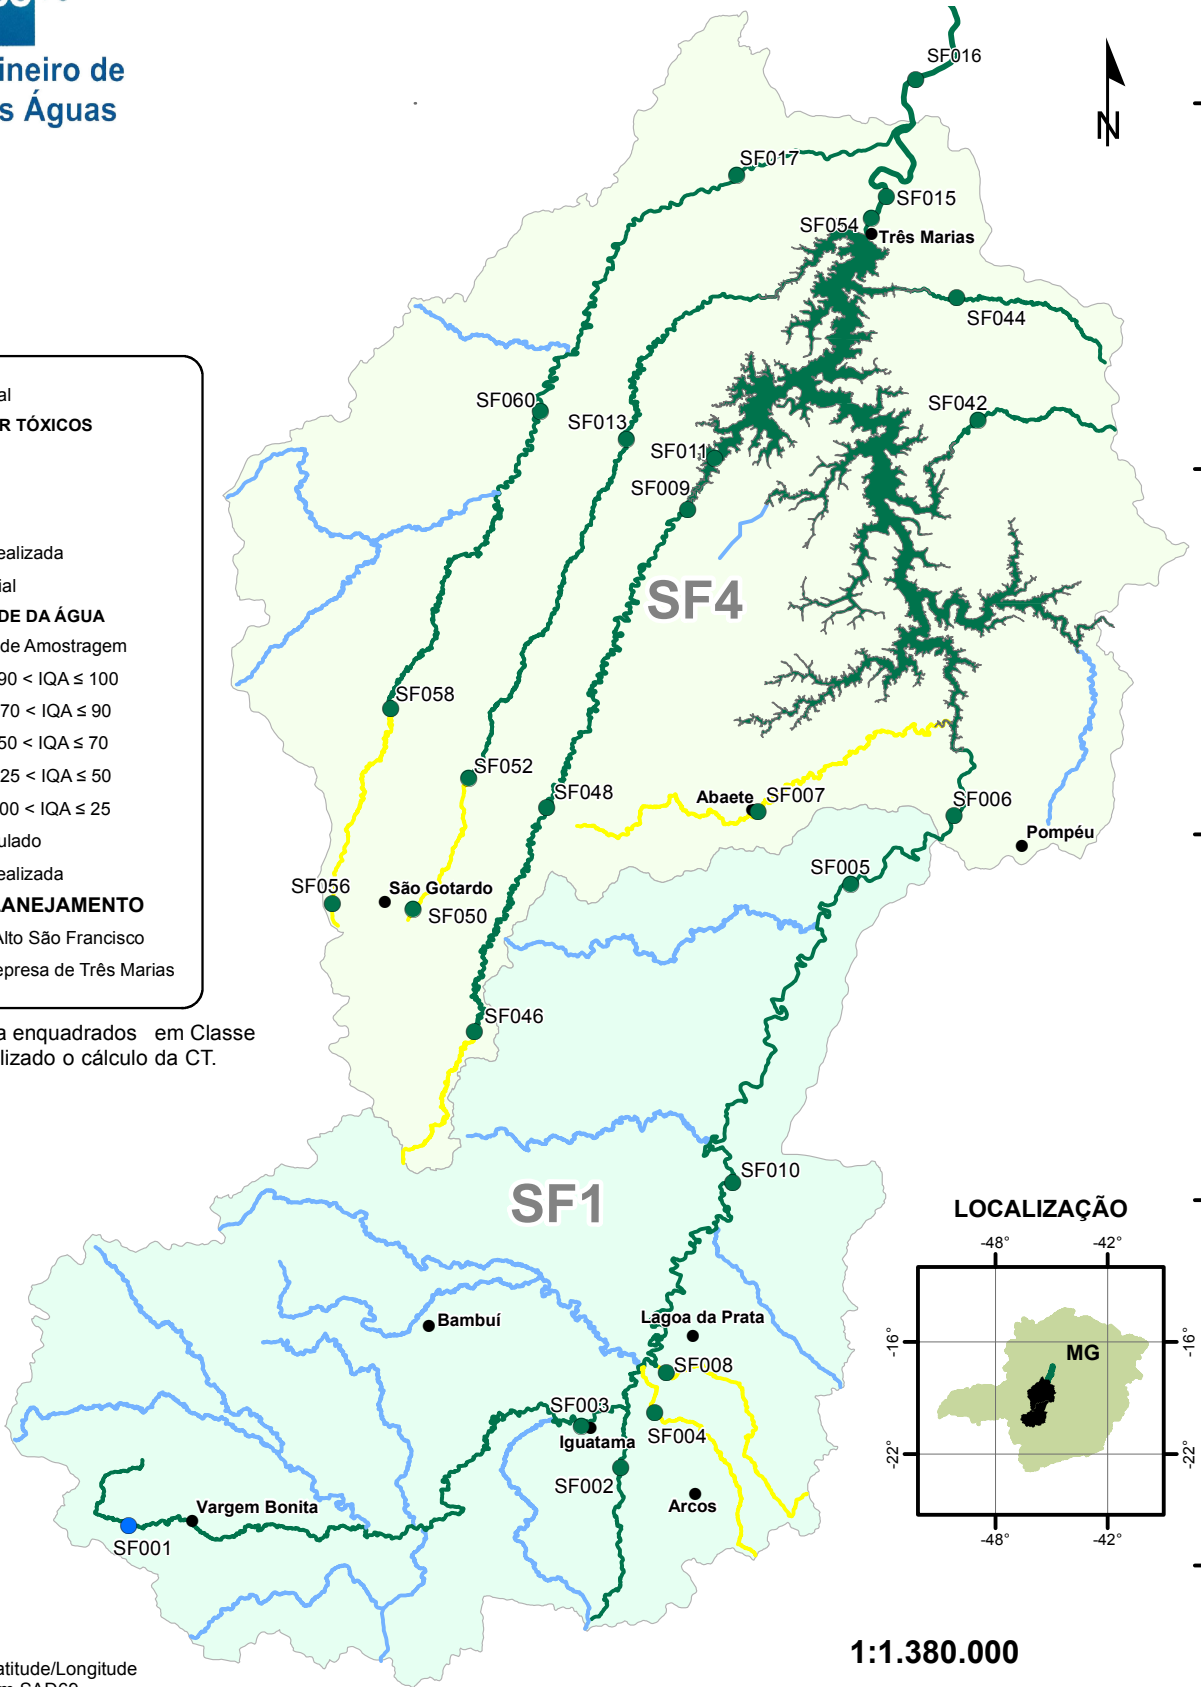 ineiro de
s Águas
al
R TÓXICOS
ealizada
ial
DE DA ÁGUA
de Amostragem
90 < IQA ≤ 100
70 < IQA ≤ 90
50 < IQA ≤ 70
25 < IQA ≤ 50
00 < IQA ≤ 25
ulado
ealizada
LANEJAMENTO
Alto São Francisco
epresa de Três Marias
a enquadrados em Classe
lizado o cálculo da CT.
SF016
N
SF017
SF015
SF054
Três Marias
SF044
SF060
SF013
SF042
SF011
SF009
SF4
SF058
SF052
SF048
Abaete
SF007
SF006
Pompéu
SF005
SF056
São Gotardo
SF050
SF046
SF010
SF1
LOCALIZAÇÃO
-48°
-42°
-16°
-16°
MG
-22°
-22°
-48°
-42°
Bambuí
Lagoa da Prata
SF008
SF003
Iguatama
SF004
SF002
Arcos
Vargem Bonita
SF001
1:1.380.000
atitude/Longitude